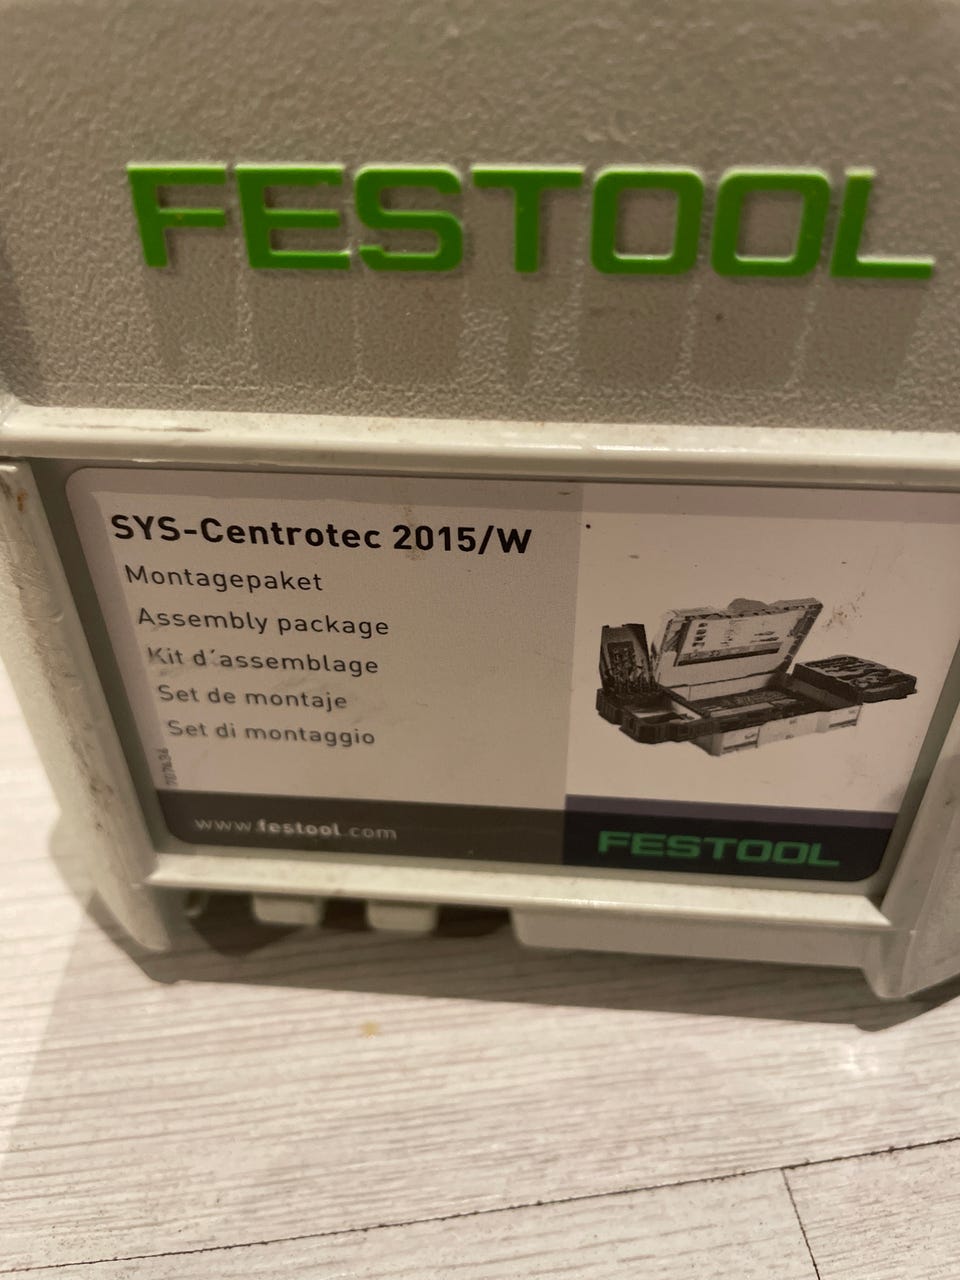 FESTOOL
SYS-Centrotec 2015/W
Montagepaket
Assembly package
Kit d´assemblage
Set de montaje
Set di montaggio
www.festool.com
FESTOOL